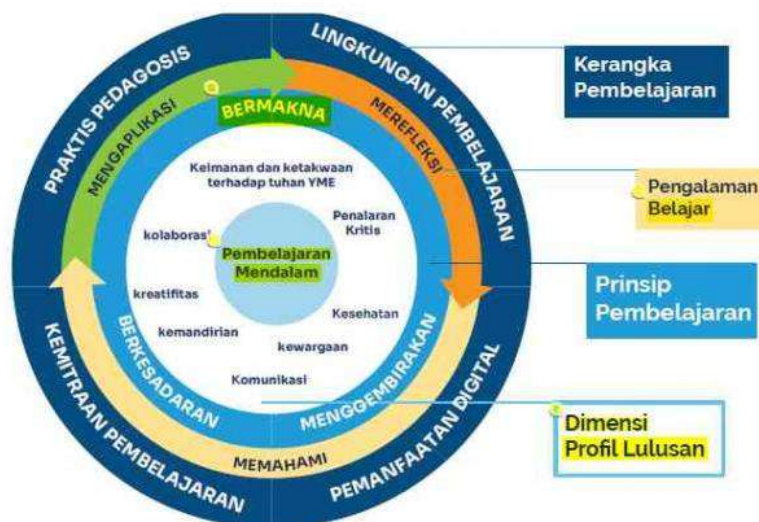 PRAKTIS PEDAGOSIS
LINGKUNGAN PEMBELAJARAN
PEMANFAATAN DIGITAL
KEMITRAAN PEMBELAJARAN
MENGAPLIKASI
MEREFLEKSI
MEMAHAMI
BERMAKNA
MENGGEMBIRAKAN
BERKESADARAN
Keimanan dan ketakwaan
terhadap tuhan YME
Penalaran
Kritis
Kesehatan
kewargaan
Komunikasi
kemandirian
kreatifitas
kolaborasi
Pembelajaran
Mendalam
Kerangka
Pembelajaran
Pengalaman
Belajar
Prinsip
Pembelajaran
Dimensi
Profil Lulusan